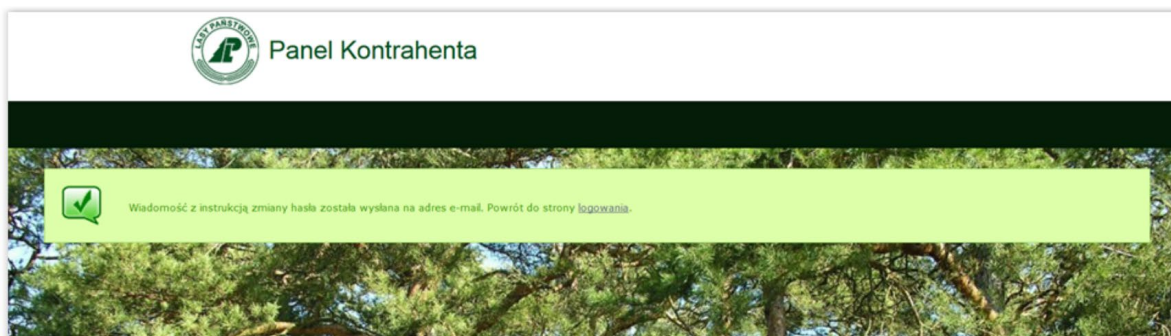 LASY PAŃSTWOWE
Panel Kontrahenta
Wiadomość z instrukcją zmiany hasła została wysłana na adres e-mail. Powrót do strony logowania.